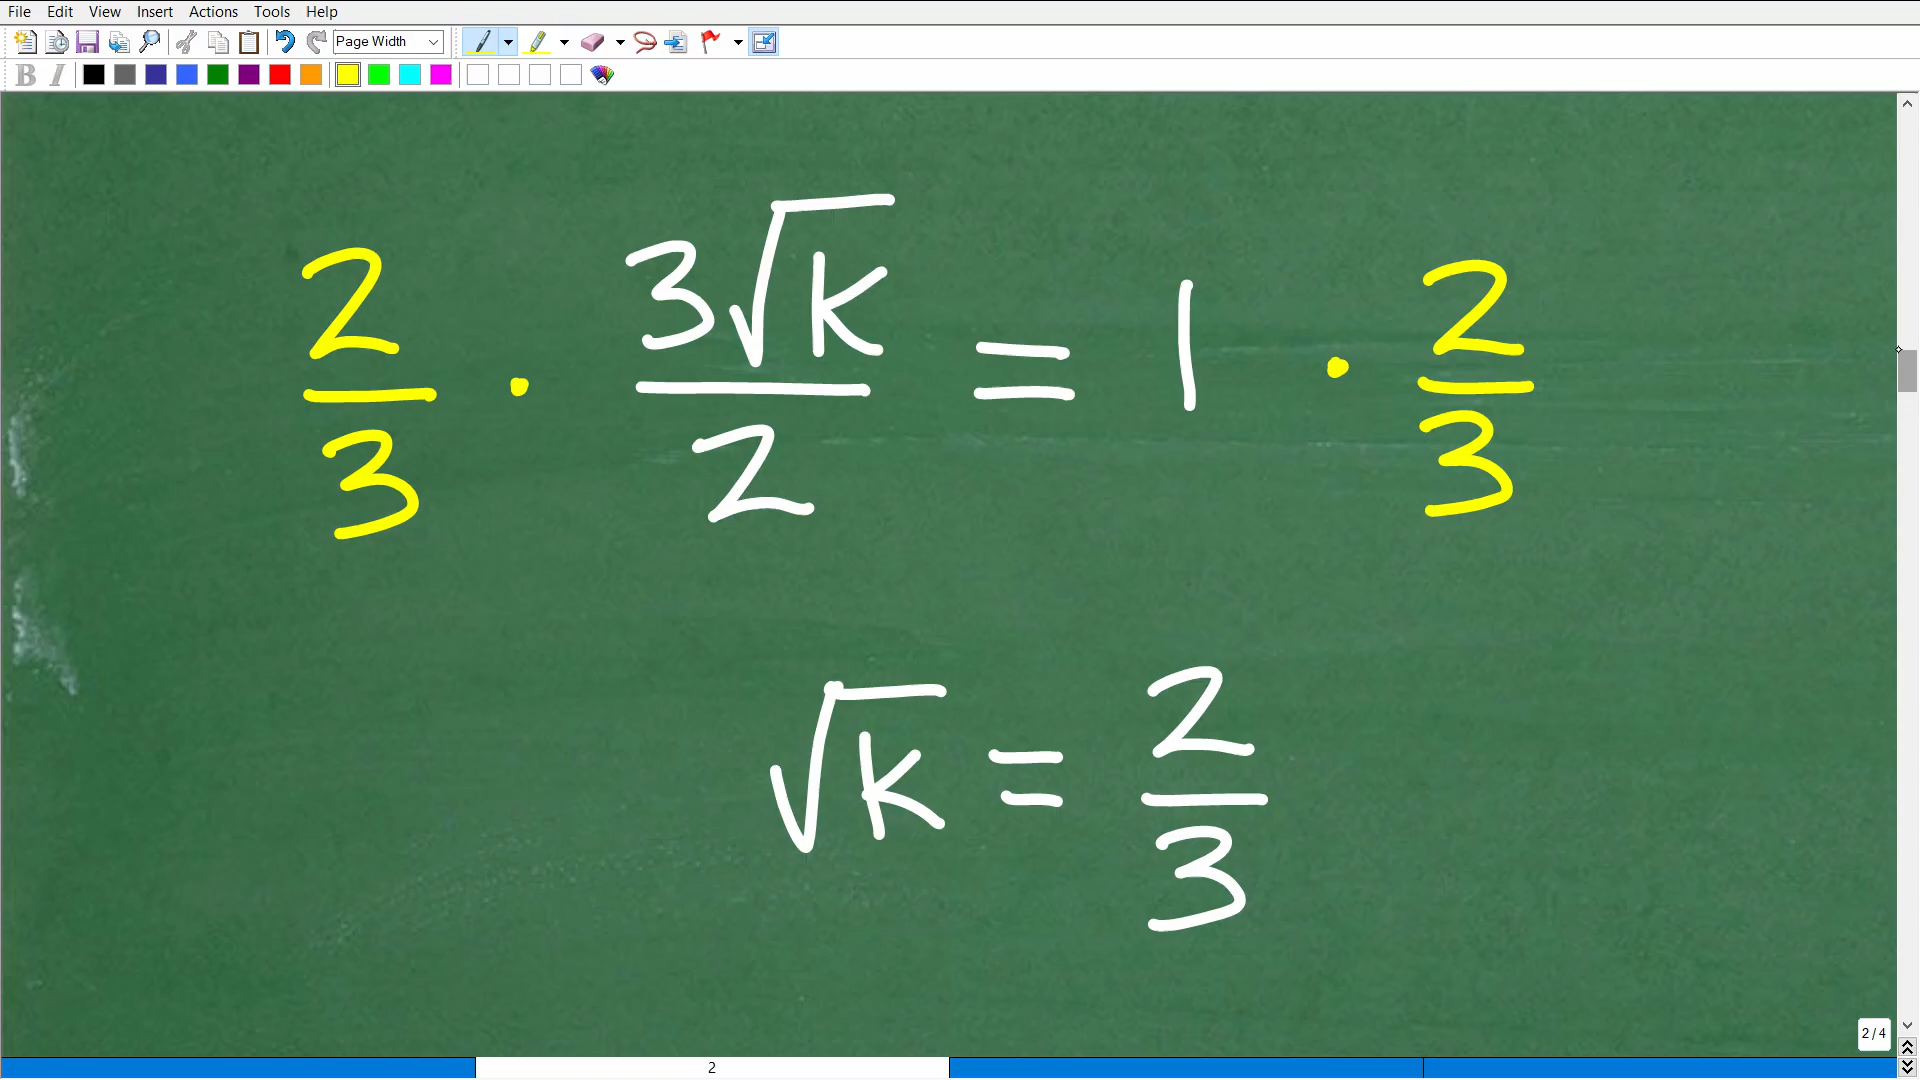 File Edit View Insert Actions Tools Help
Page Width
B I
2/3 · 3√k/2 = 1 · 2/3
√k = 2/3
2 / 4
2